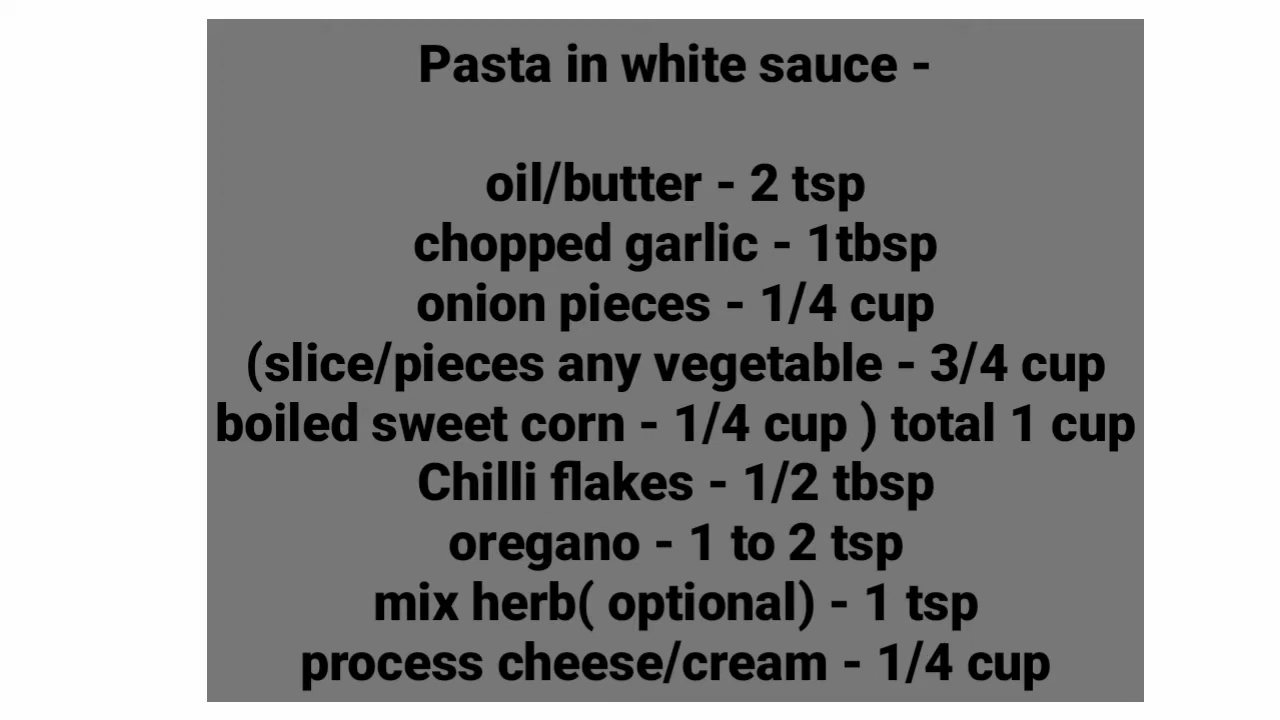 Pasta in white sauce -
oil/butter - 2 tsp
chopped garlic - 1tbsp
onion pieces - 1/4 cup
(slice/pieces any vegetable - 3/4 cup
boiled sweet corn - 1/4 cup ) total 1 cup
Chilli flakes - 1/2 tbsp
oregano - 1 to 2 tsp
mix herb( optional) - 1 tsp
process cheese/cream - 1/4 cup